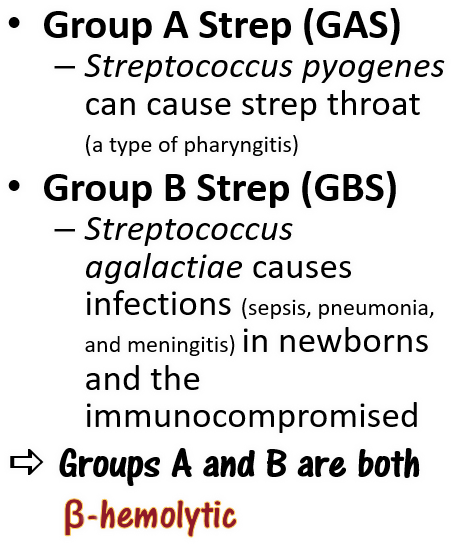 • Group A Strep (GAS)
– Streptococcus pyogenes
can cause strep throat
(a type of pharyngitis)
• Group B Strep (GBS)
– Streptococcus
agalactiae causes
infections (sepsis, pneumonia,
and meningitis) in newborns
and the
immunocompromised
⇨ Groups A and B are both
β-hemolytic